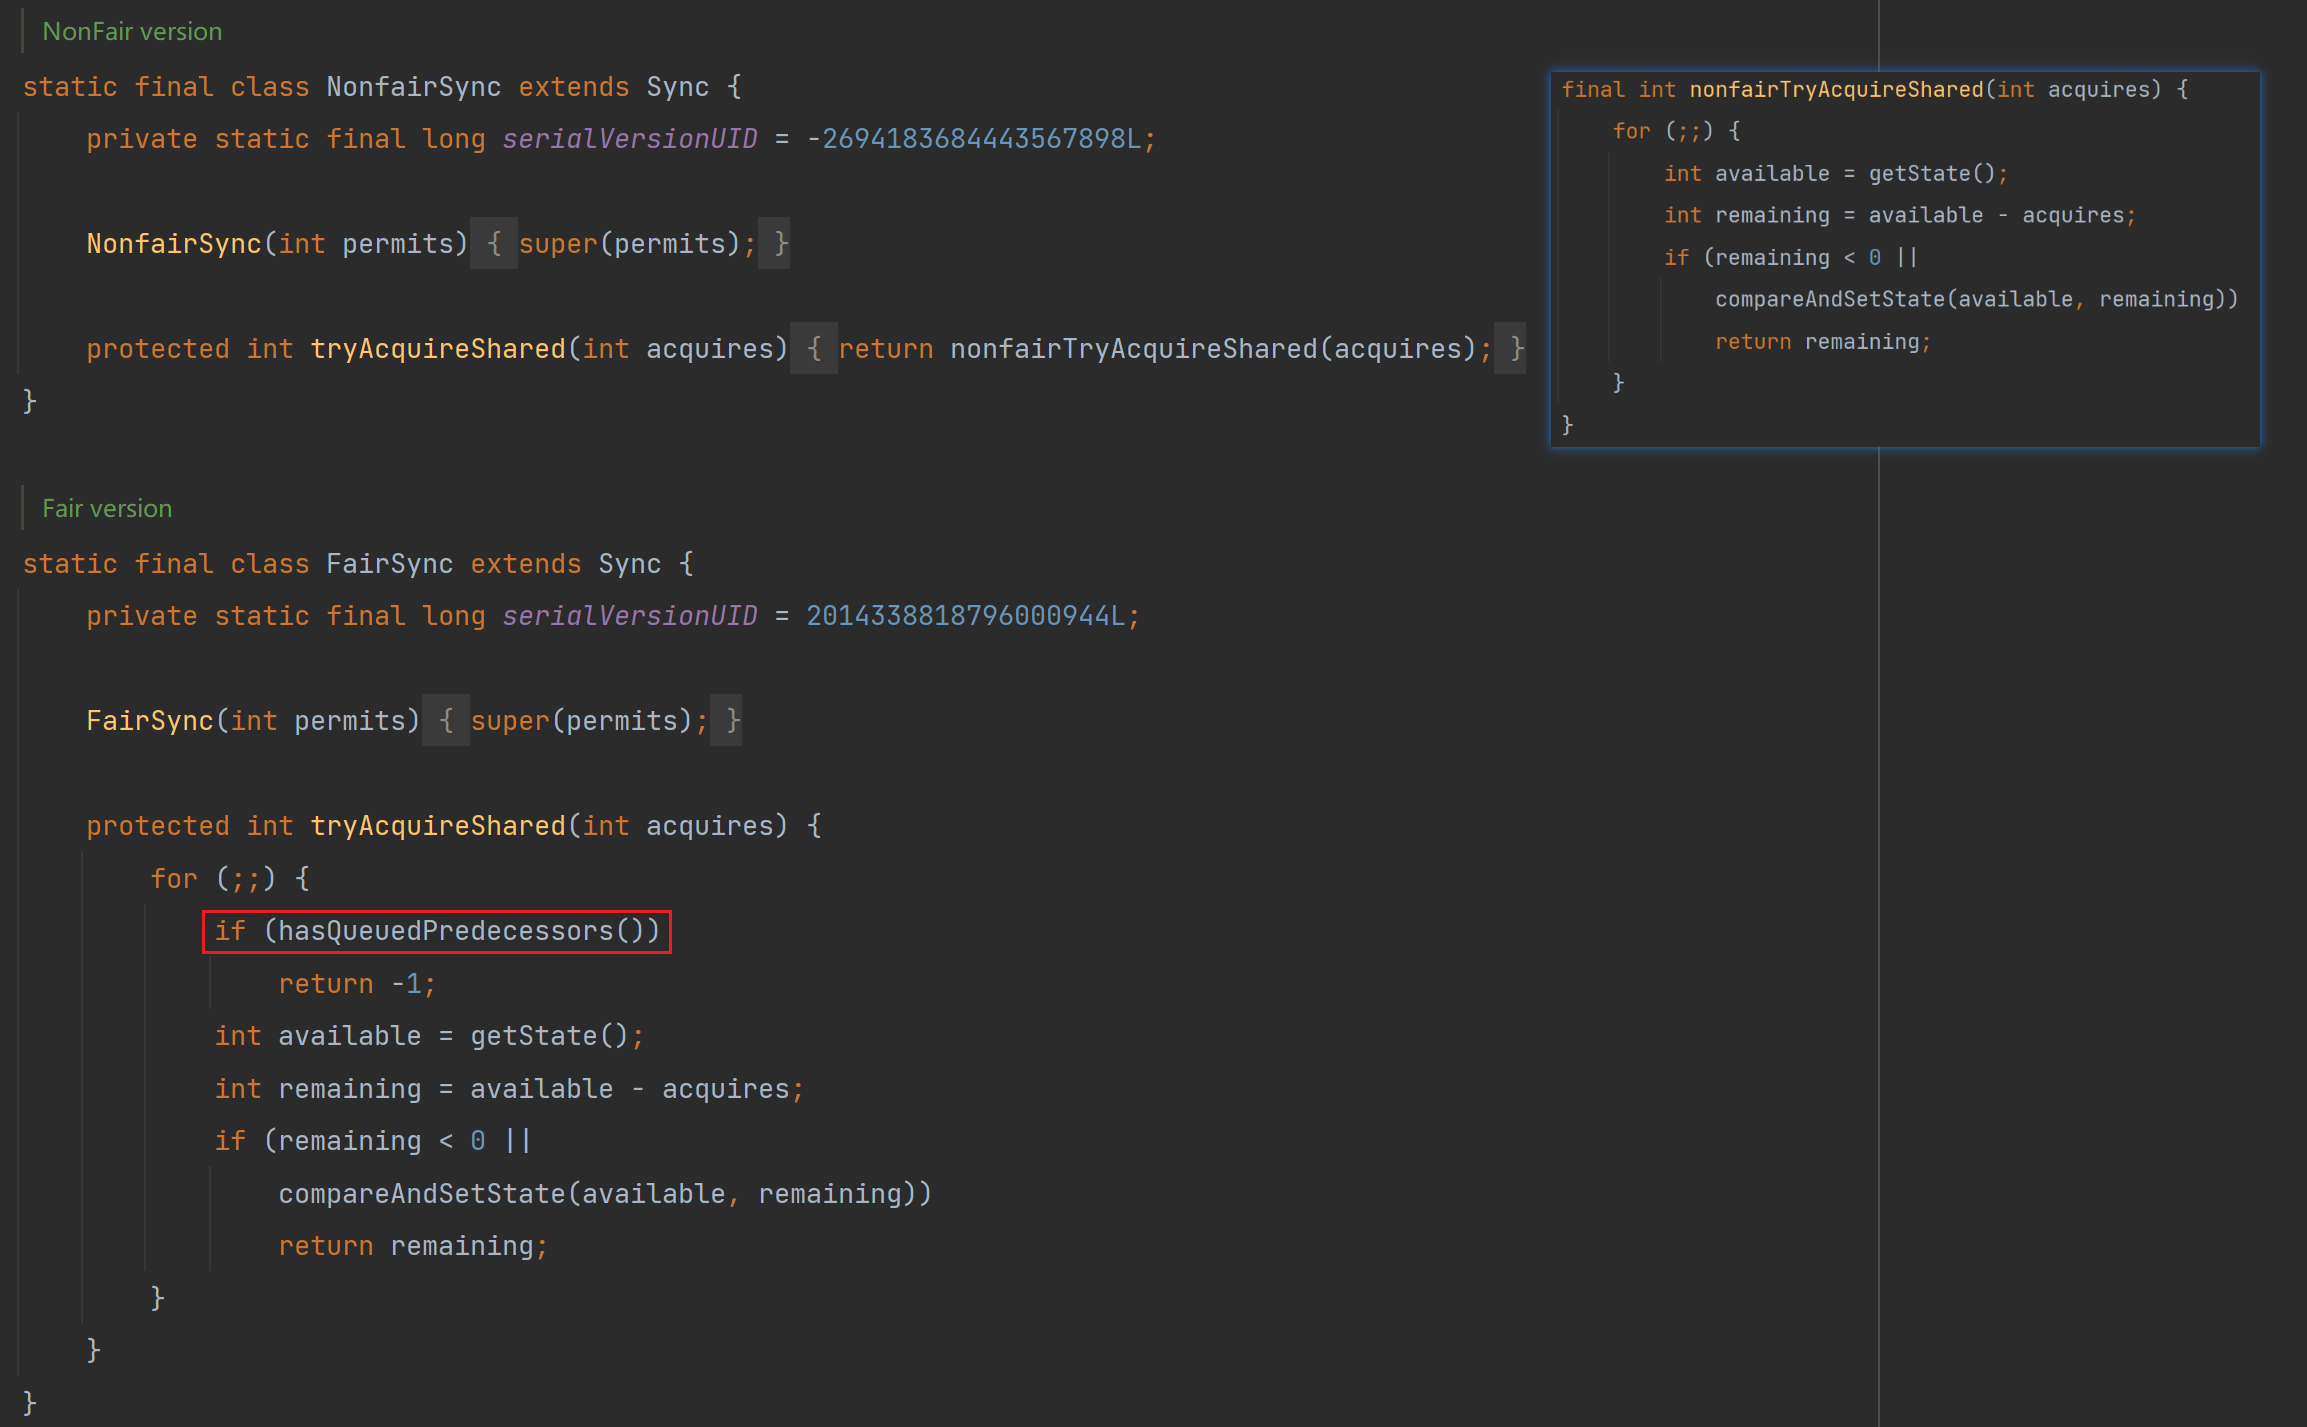 NonFair version
static final class NonfairSync extends Sync {
private static final long serialVersionUID = -2694183684443567898L;
NonfairSync(int permits) { super(permits); }
protected int tryAcquireShared(int acquires) { return nonfairTryAcquireShared(acquires); }
}
final int nonfairTryAcquireShared(int acquires) {
for (;;) {
int available = getState();
int remaining = available - acquires;
if (remaining < 0 ||
compareAndSetState(available, remaining))
return remaining;
}
}
Fair version
static final class FairSync extends Sync {
private static final long serialVersionUID = 2014338818796000944L;
FairSync(int permits) { super(permits); }
protected int tryAcquireShared(int acquires) {
for (;;) {
if (hasQueuedPredecessors())
return -1;
int available = getState();
int remaining = available - acquires;
if (remaining < 0 ||
compareAndSetState(available, remaining))
return remaining;
}
}
}